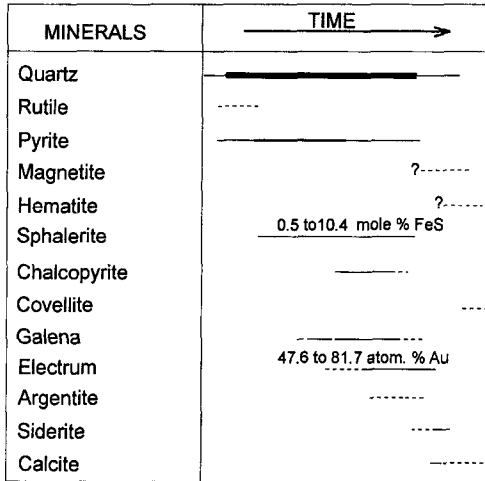 MINERALS
TIME
Quartz
Rutile
Pyrite
Magnetite ?
Hematite ?
Sphalerite 0.5 to10.4 mole % FeS
Chalcopyrite
Covellite
Galena
Electrum 47.6 to 81.7 atom. % Au
Argentite
Siderite
Calcite